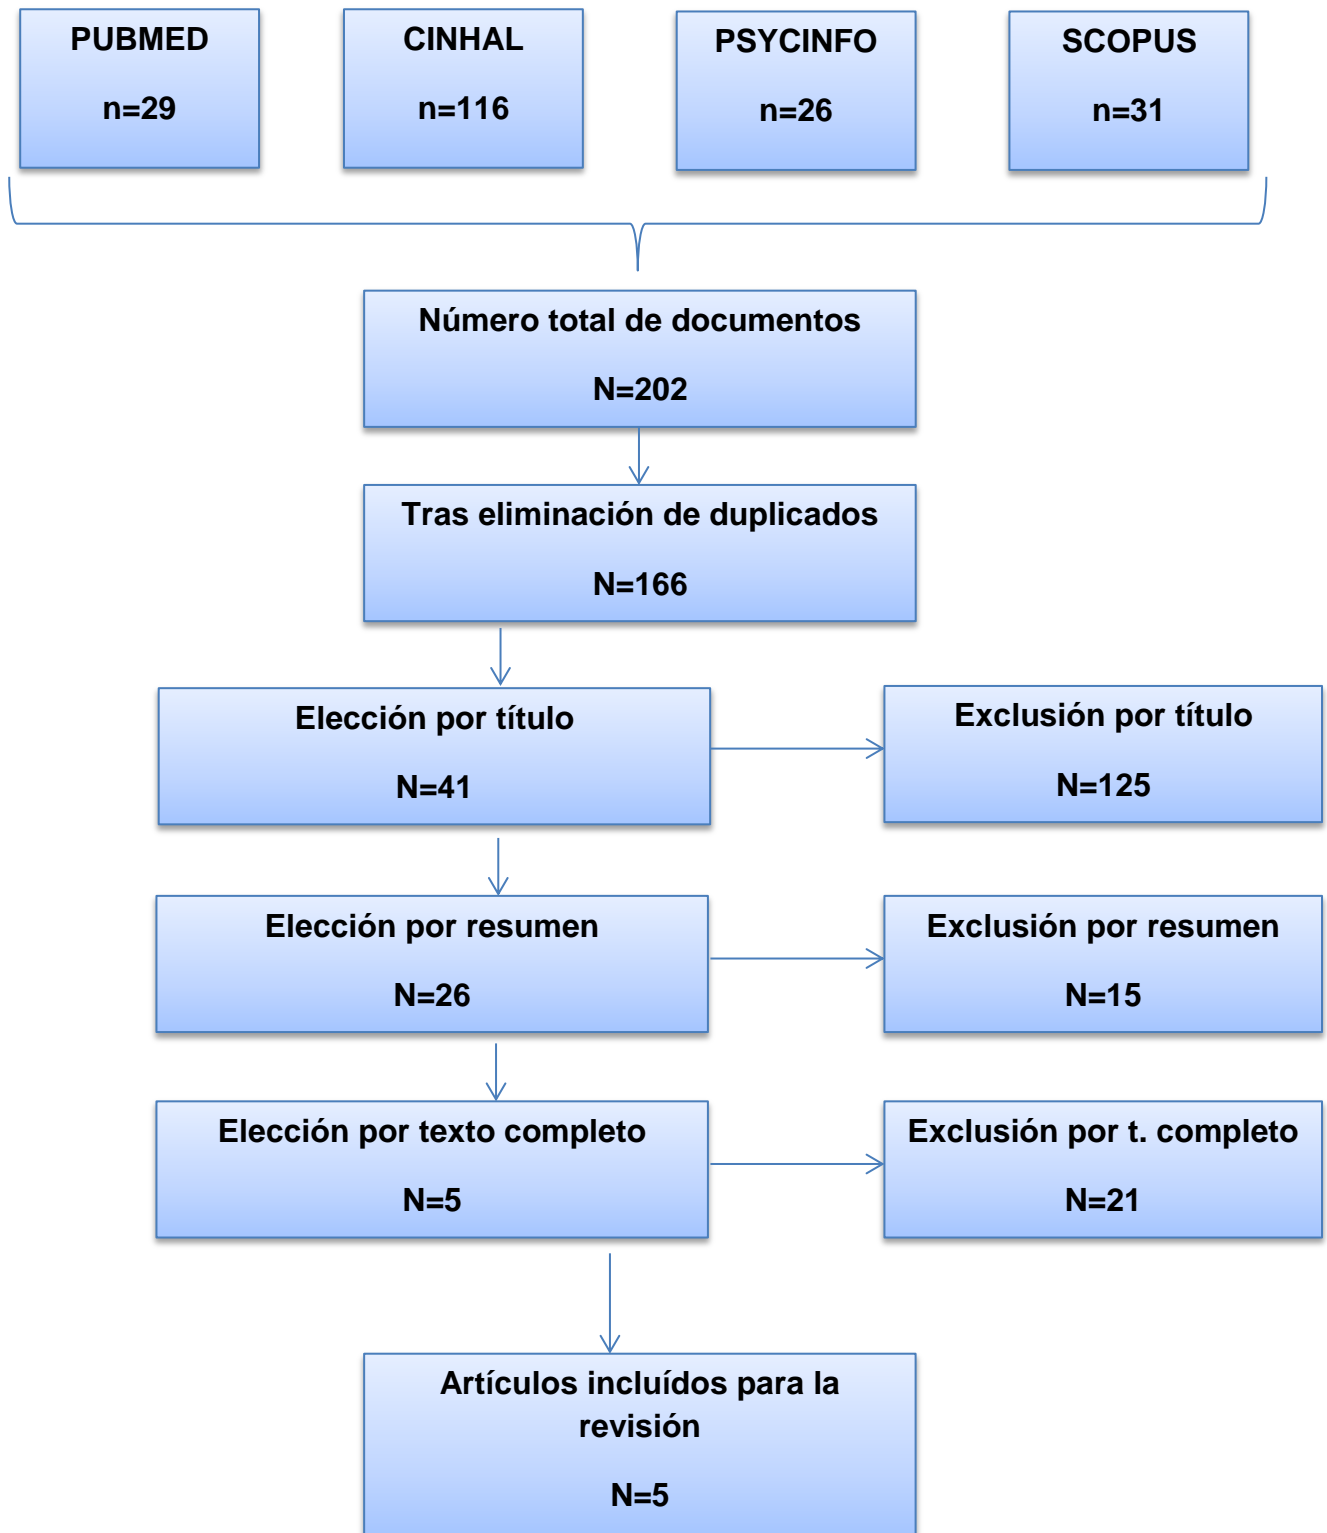 PUBMED
n=29
CINHAL
n=116
PSYCINFO
n=26
SCOPUS
n=31
Número total de documentos
N=202
Tras eliminación de duplicados
N=166
Elección por título
N=41
Exclusión por título
N=125
Elección por resumen
N=26
Exclusión por resumen
N=15
Elección por texto completo
N=5
Exclusión por t. completo
N=21
Artículos incluídos para la
revisión
N=5